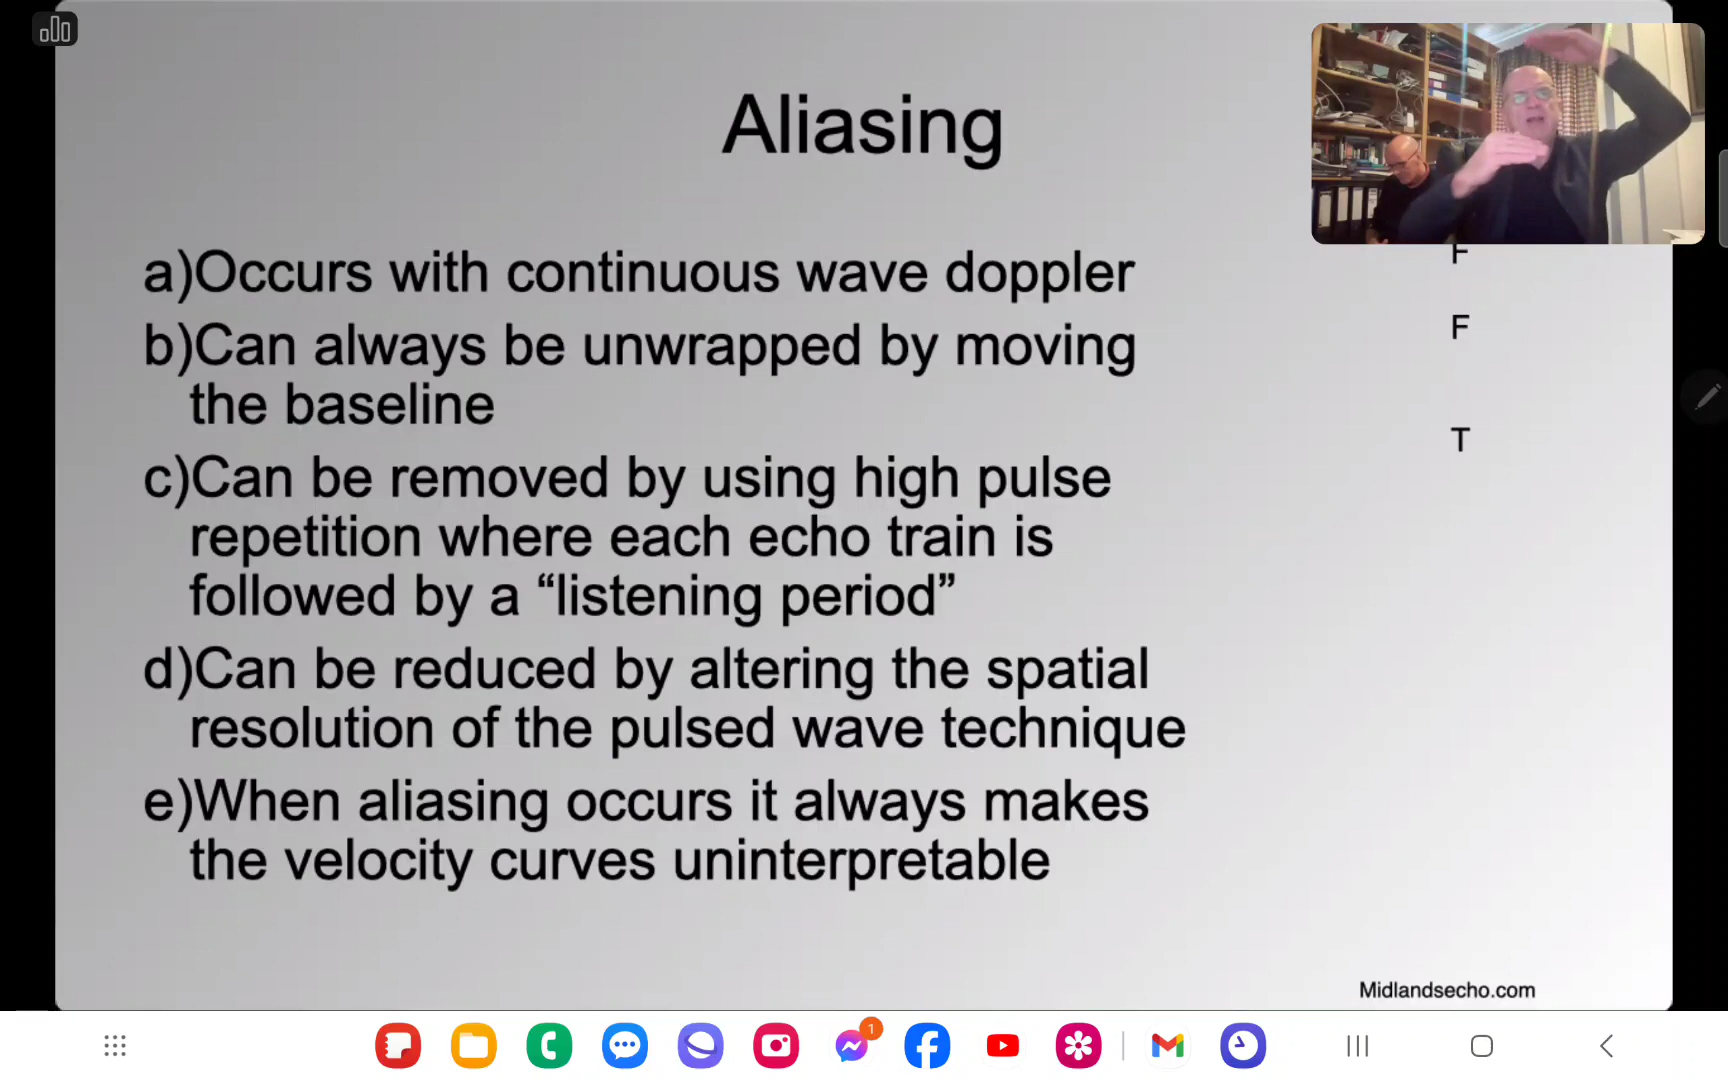 Aliasing
a)Occurs with continuous wave doppler
F
b)Can always be unwrapped by moving
F
the baseline
T
c)Can be removed by using high pulse
repetition where each echo train is
followed by a “listening period”
d)Can be reduced by altering the spatial
resolution of the pulsed wave technique
e)When aliasing occurs it always makes
the velocity curves uninterpretable
Midlandsecho.com
1